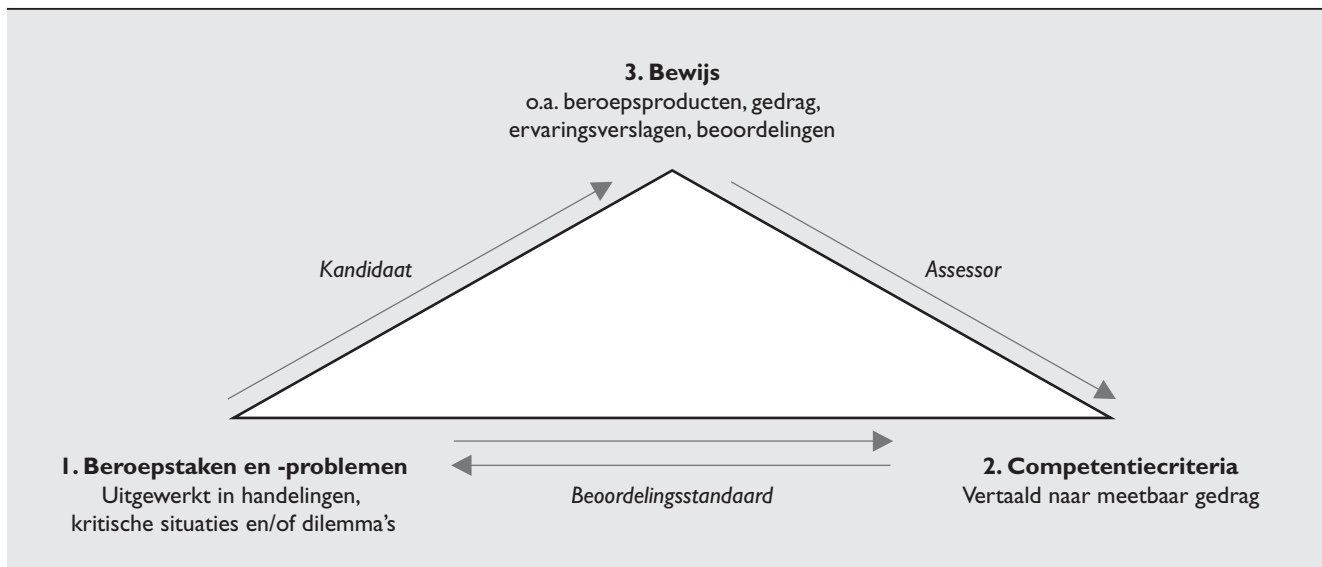 3. Bewijs
o.a. beroepsproducten, gedrag,
ervaringsverslagen, beoordelingen
Kandidaat
Assessor
1. Beroepstaken en -problemen
Uitgewerkt in handelingen,
kritische situaties en/of dilemma’s
Beoordelingsstandaard
2. Competentiecriteria
Vertaald naar meetbaar gedrag